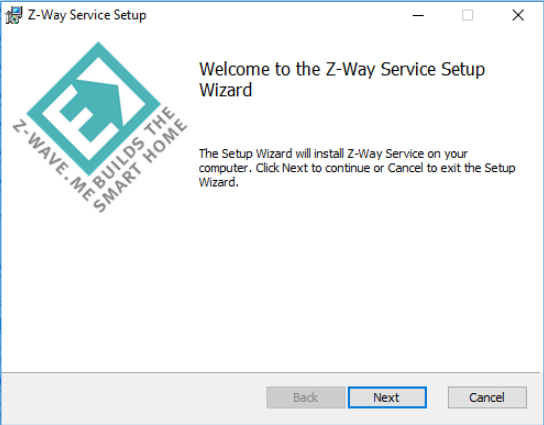 Z-Way Service Setup
Welcome to the Z-Way Service Setup
Wizard
Z-WAVE.ME BUILDS THE
SMART HOME
The Setup Wizard will install Z-Way Service on your
computer. Click Next to continue or Cancel to exit the Setup
Wizard.
Back
Next
Cancel